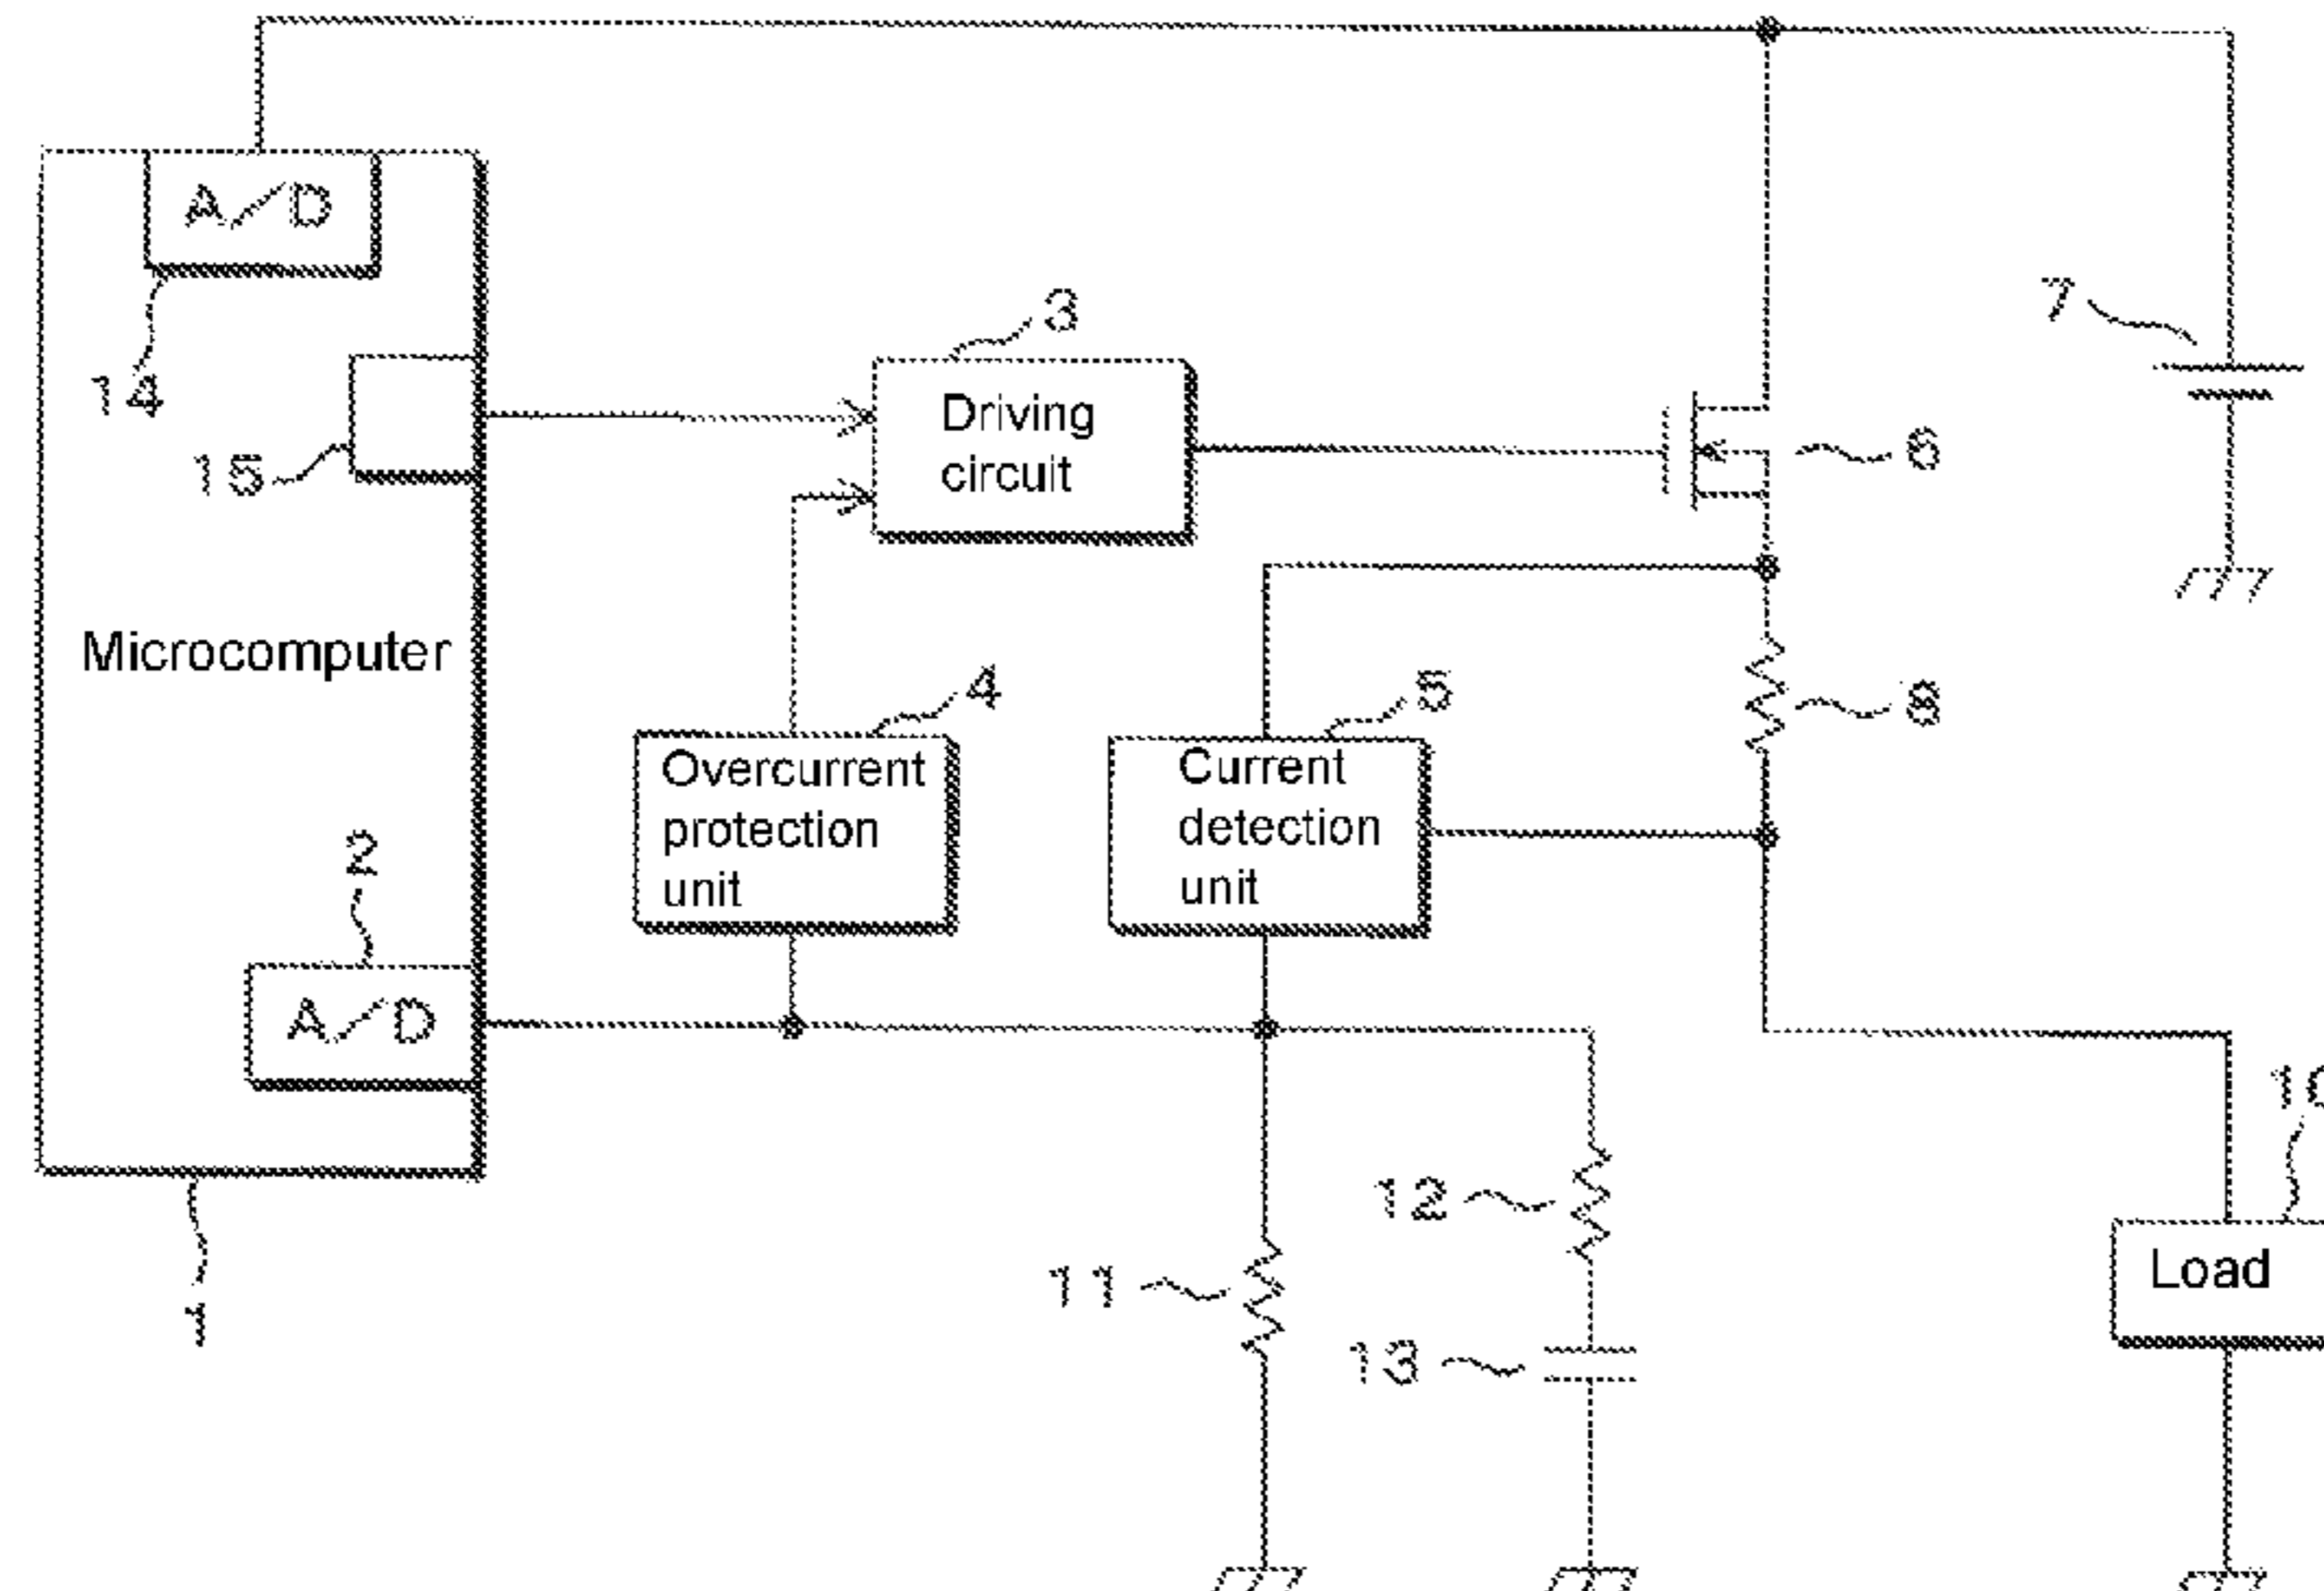 A/D
14
3
7
Driving
circuit
15
6
Microcomputer
4
5
8
Overcurrent
protection
unit
Current
detection
unit
2
A/D
10
12
11
Load
1
13